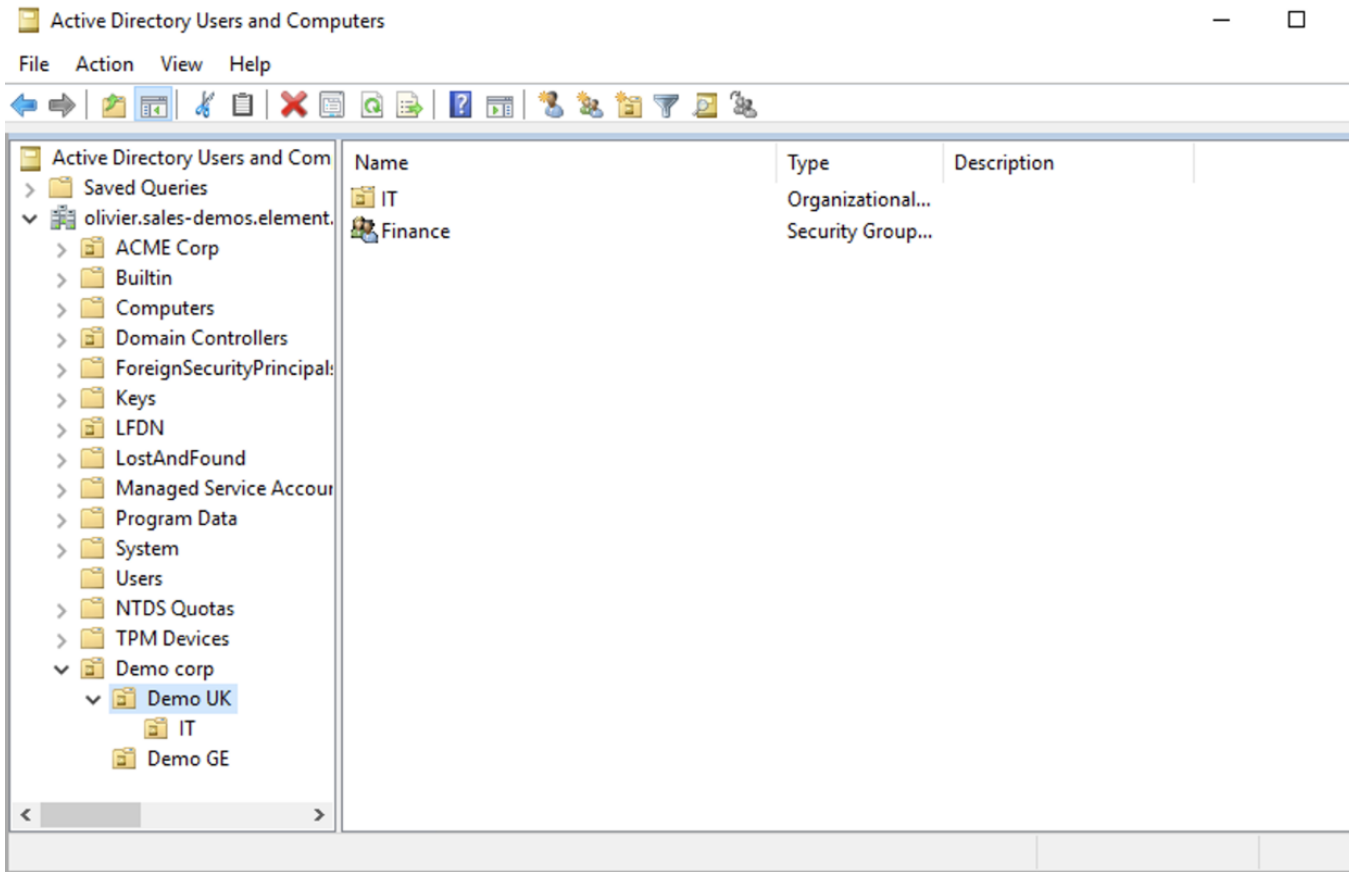 Active Directory Users and Computers
File Action View Help
Active Directory Users and Com
Saved Queries
olivier.sales-demos.element.
ACME Corp
Builtin
Computers
Domain Controllers
ForeignSecurityPrincipals
Keys
LFDN
LostAndFound
Managed Service Accoun
Program Data
System
Users
NTDS Quotas
TPM Devices
Demo corp
Demo UK
IT
Demo GE
Name Type Description
IT Organizational...
Finance Security Group...